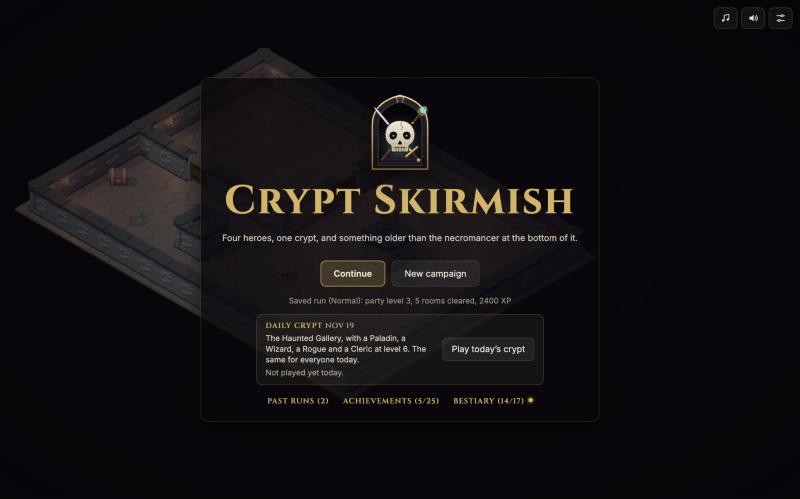 Crypt Skirmish
Four heroes, one crypt, and something older than the necromancer at the bottom of it.
Continue
New campaign
Saved run (Normal): party level 3, 5 rooms cleared, 2400 XP
DAILY CRYPT NOV 19
The Haunted Gallery, with a Paladin, a
Wizard, a Rogue and a Cleric at level 6. The
same for everyone today.
Not played yet today.
Play today's crypt
PAST RUNS (2)
ACHIEVEMENTS (5/25)
BESTIARY (14/17)